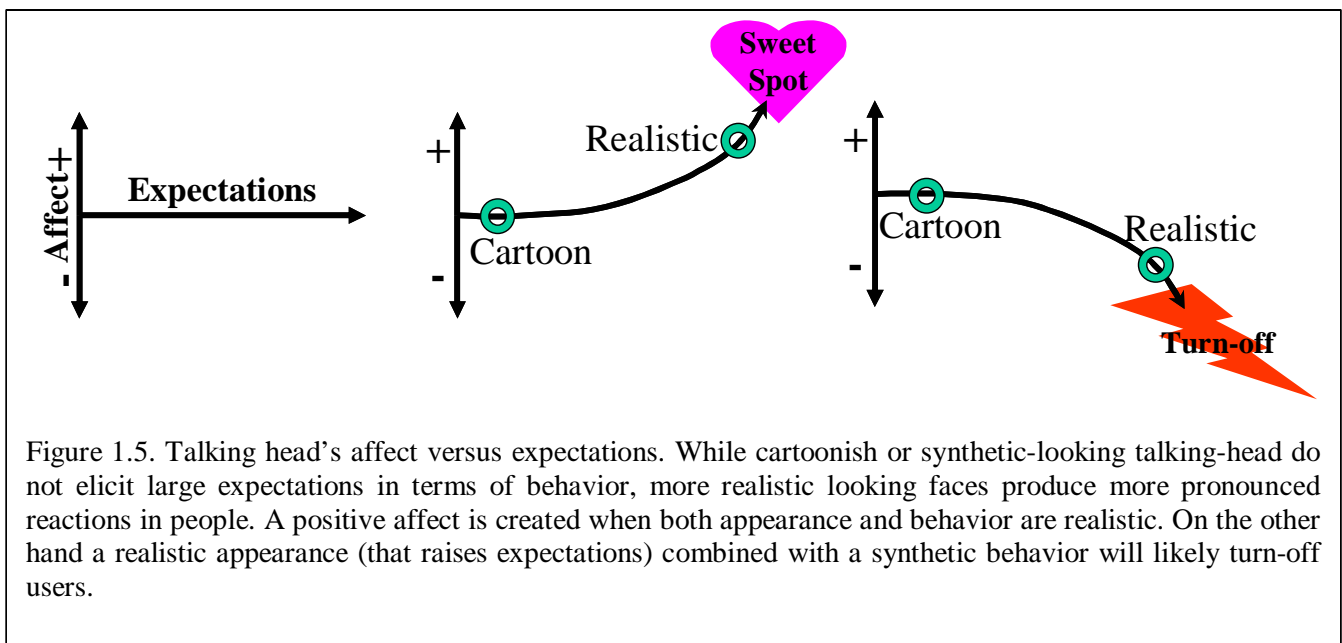 - Affect+
Expectations
+
-
Cartoon
Realistic
Sweet
Spot
+
-
Cartoon
Realistic
Turn-off
Figure 1.5. Talking head’s affect versus expectations. While cartoonish or synthetic-looking talking-head do
not elicit large expectations in terms of behavior, more realistic looking faces produce more pronounced
reactions in people. A positive affect is created when both appearance and behavior are realistic. On the other
hand a realistic appearance (that raises expectations) combined with a synthetic behavior will likely turn-off
users.